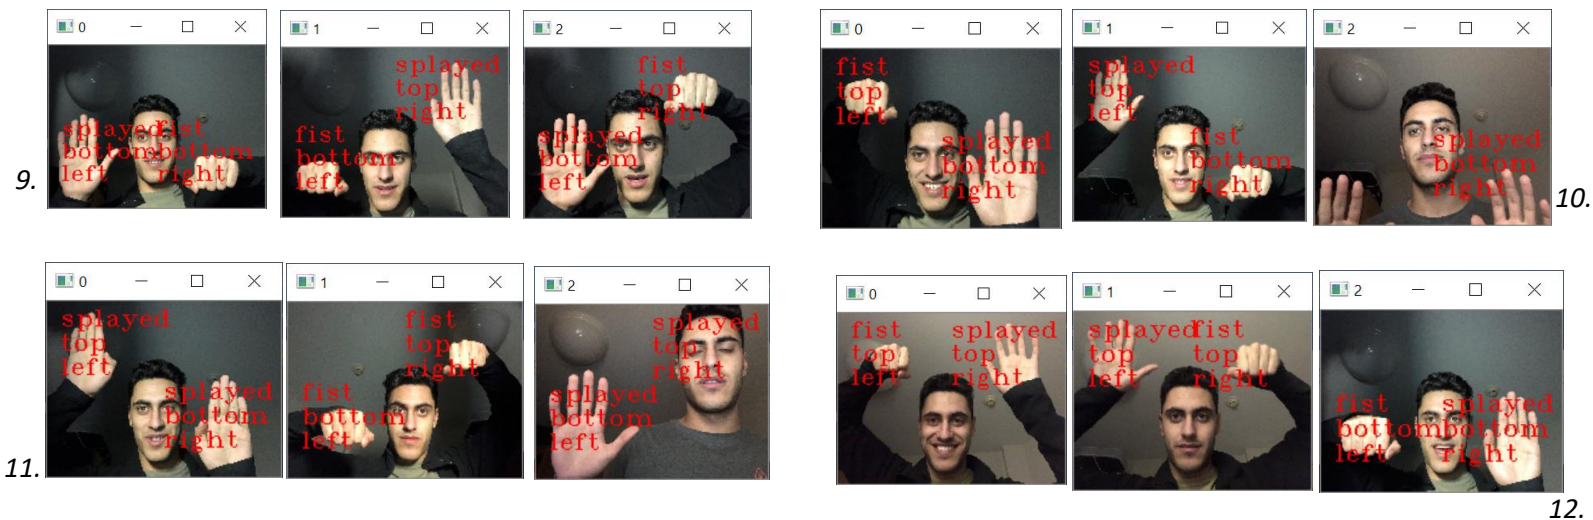 0
splayed
bottom
left
fist
bottom
right
1
splayed
top
right
fist
bottom
left
2
fist
top
right
splayed
bottom
left
9.
0
fist
top
left
splayed
bottom
right
1
splayed
top
left
fist
bottom
right
2
splayed
bottom
right
10.
0
splayed
top
left
splayed
bottom
right
1
fist
top
right
fist
bottom
left
2
splayed
top
right
splayed
bottom
left
11.
0
fist
top
left
splayed
top
right
1
splayed
top
left
fist
top
right
2
fist
bottom
left
splayed
bottom
right
12.